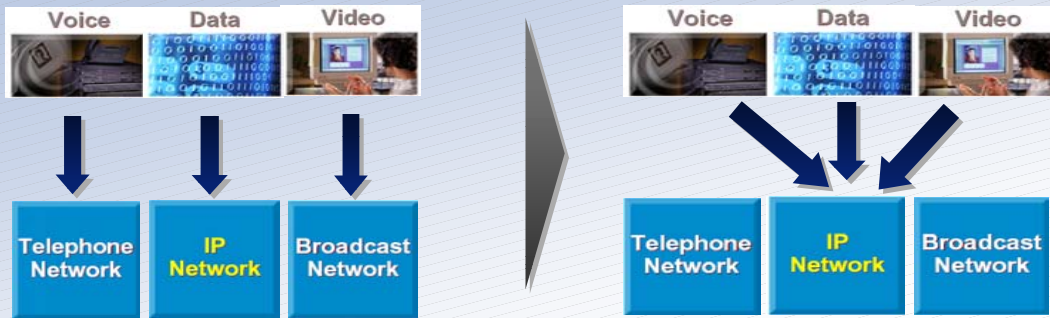 Voice Data Video
Telephone
Network
IP
Network
Broadcast
Network
Voice Data Video
Telephone
Network
IP
Network
Broadcast
Network